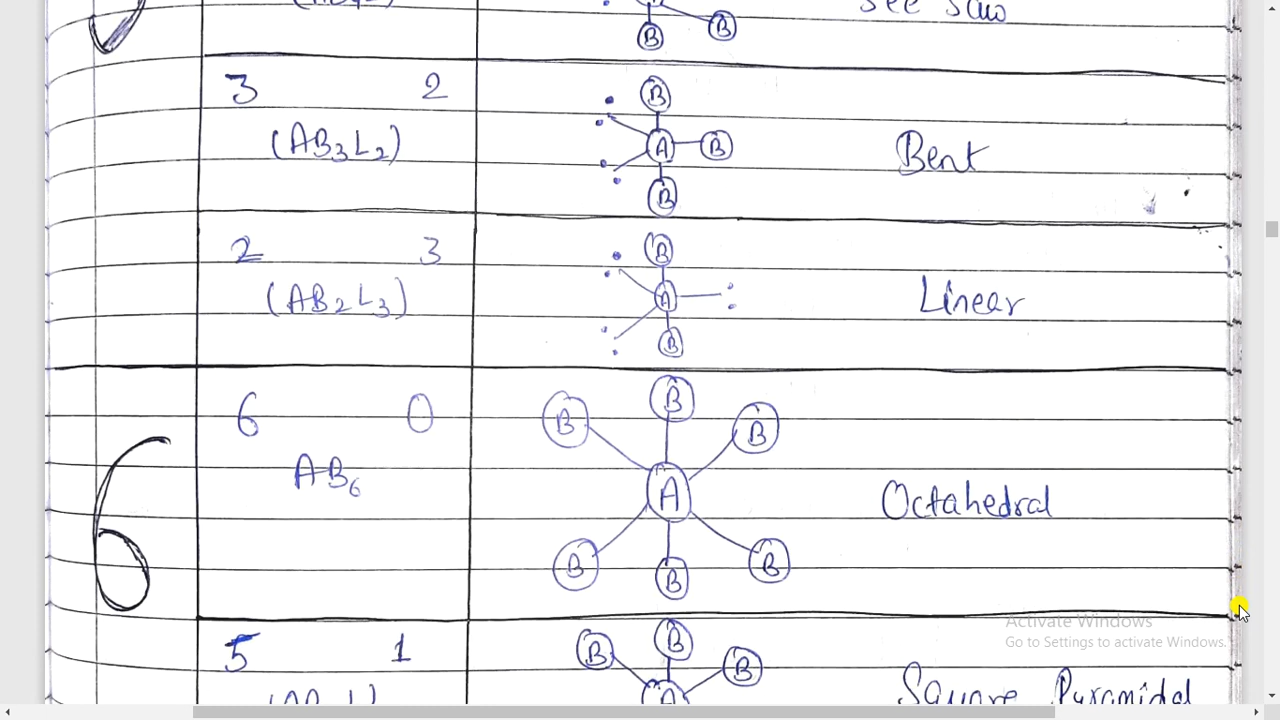 See Saw
B
B
3 2
B
(AB3L2)
A B
Bent
B
2 3
B
(AB2L3)
A
Linear
B
6 0
B B B
AB6
A
Octahedral
6
B B B
Activate Windows
Go to Settings to activate Windows.
5 1
B B B
A
Square Pyramidal